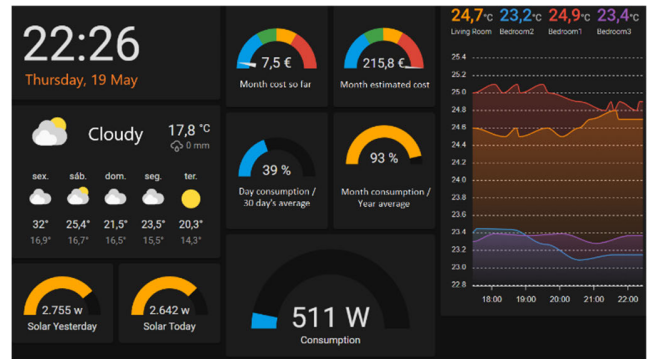 22:26
Thursday, 19 May
Cloudy
17,8 °C
0 mm
sex. sáb. dom. seg. ter.
32° 25,4° 21,5° 23,5° 20,3°
16,9° 16,7° 16,5° 15,5° 14,3°
2.755 w
Solar Yesterday
2.642 w
Solar Today
7,5 €
Month cost so far
215,8 €
Month estimated cost
39 %
Day consumption /
30 day's average
93 %
Month consumption /
Year average
511 W
Consumption
24,7°C 23,2°C 24,9°C 23,4°C
Living Room Bedroom2 Bedroom1 Bedroom3
25.4
25.2
25.0
24.8
24.6
24.4
24.2
24.0
23.8
23.6
23.4
23.2
23.0
22.8
18:00 19:00 20:00 21:00 22:00